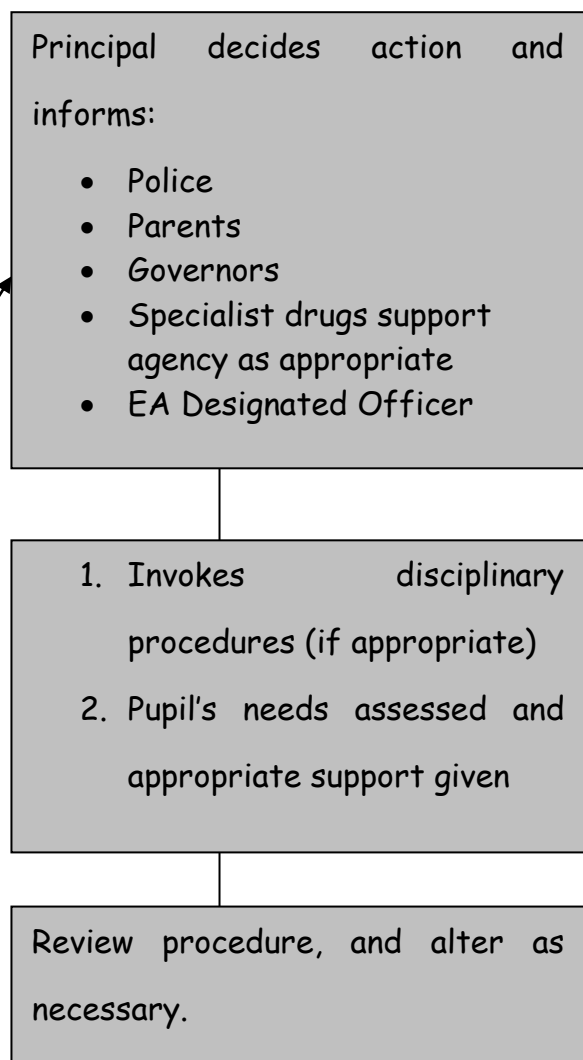 Principal decides action and
informs:
• Police
• Parents
• Governors
• Specialist drugs support
agency as appropriate
• EA Designated Officer
1. Invokes disciplinary
procedures (if appropriate)
2. Pupil's needs assessed and
appropriate support given
Review procedure, and alter as
necessary.